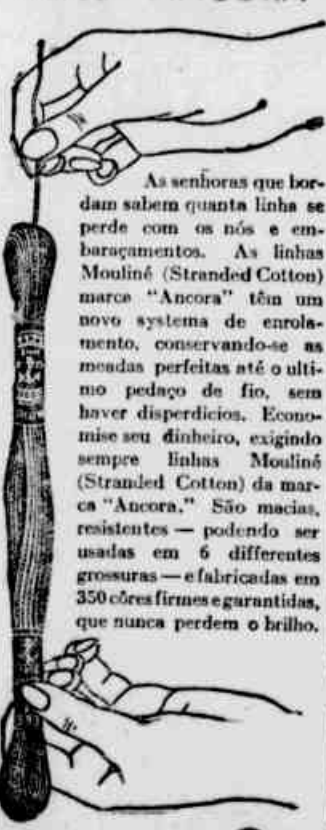 As senhoras que bor-
dam sabem quanta linha se
perde com os nós e em-
baraçamentos. As linhas
Mouliné (Stranded Cotton)
marca "Ancora" têm um
novo systema de enrola-
mento, conservando-se as
meadas perfeitas até o ulti-
mo pedaço de fio, sem
haver disperdicios. Econo-
mise seu dinheiro, exigindo
sempre linhas Mouliné
(Stranded Cotton) da mar-
ca "Ancora." São macias,
resistentes — podendo ser
usadas em 6 differentes
grossuras — e fabricadas em
350 côres firmes e garantidas,
que nunca perdem o brilho.